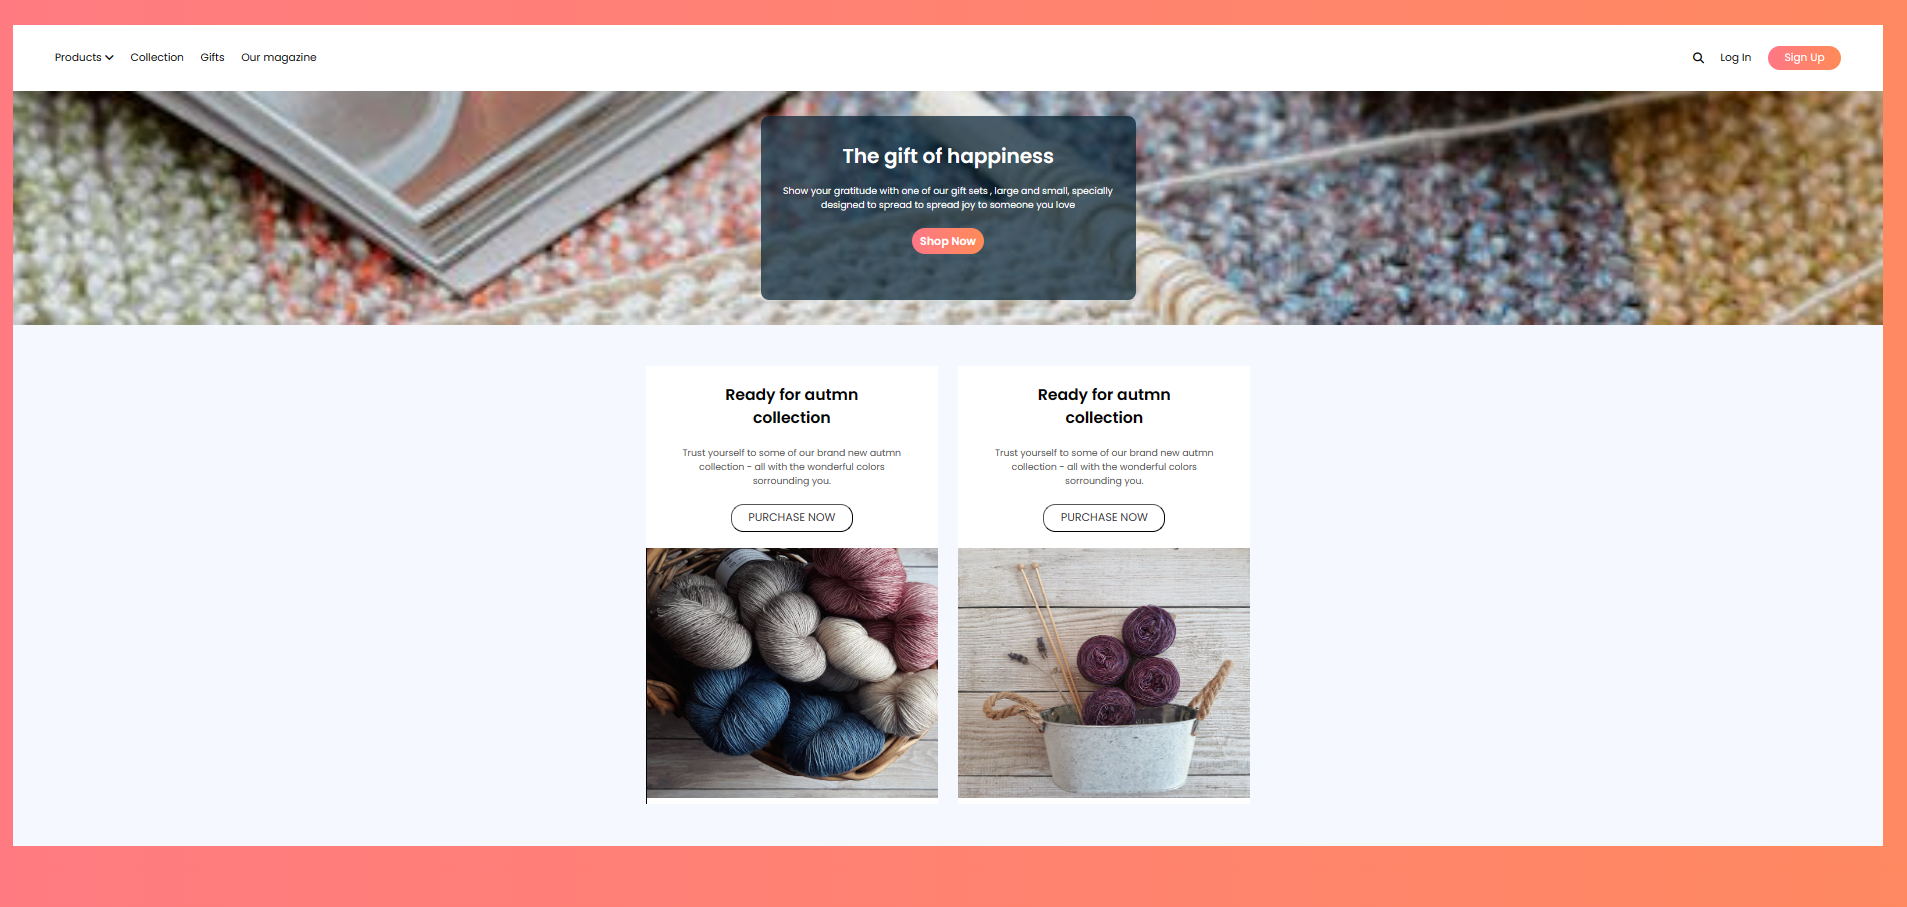 Products Collection Gifts Our magazine Log In Sign Up
The gift of happiness
Show your gratitude with one of our gift sets , large and small, specially
designed to spread to spread joy to someone you love
Shop Now
Ready for autmn
collection
Trust yourself to some of our brand new autmn
collection - all with the wonderful colors
sorrounding you.
PURCHASE NOW
Ready for autmn
collection
Trust yourself to some of our brand new autmn
collection - all with the wonderful colors
sorrounding you.
PURCHASE NOW